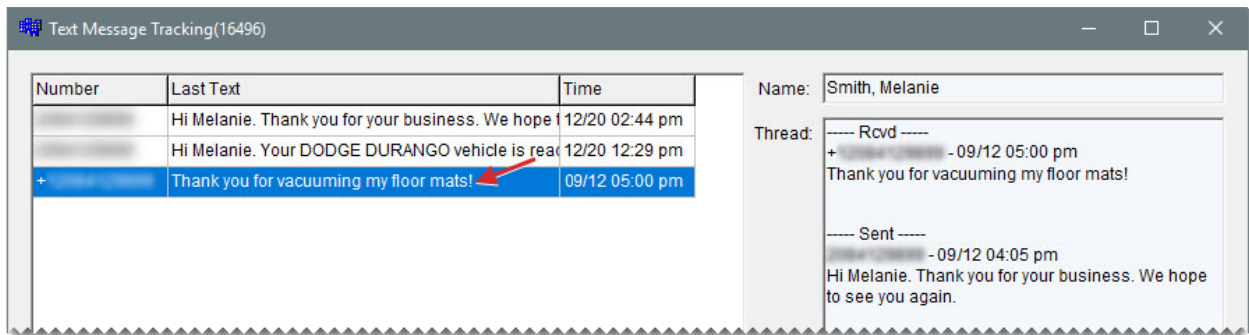 Text Message Tracking(16496)
Number Last Text Time
Hi Melanie. Thank you for your business. We hope t 12/20 02:44 pm
Hi Melanie. Your DODGE DURANGO vehicle is read 12/20 12:29 pm
+ Thank you for vacuuming my floor mats! 09/12 05:00 pm
Name: Smith, Melanie
Thread: ----- Rcvd -----
+ - 09/12 05:00 pm
Thank you for vacuuming my floor mats!
----- Sent -----
- 09/12 04:05 pm
Hi Melanie. Thank you for your business. We hope
to see you again.